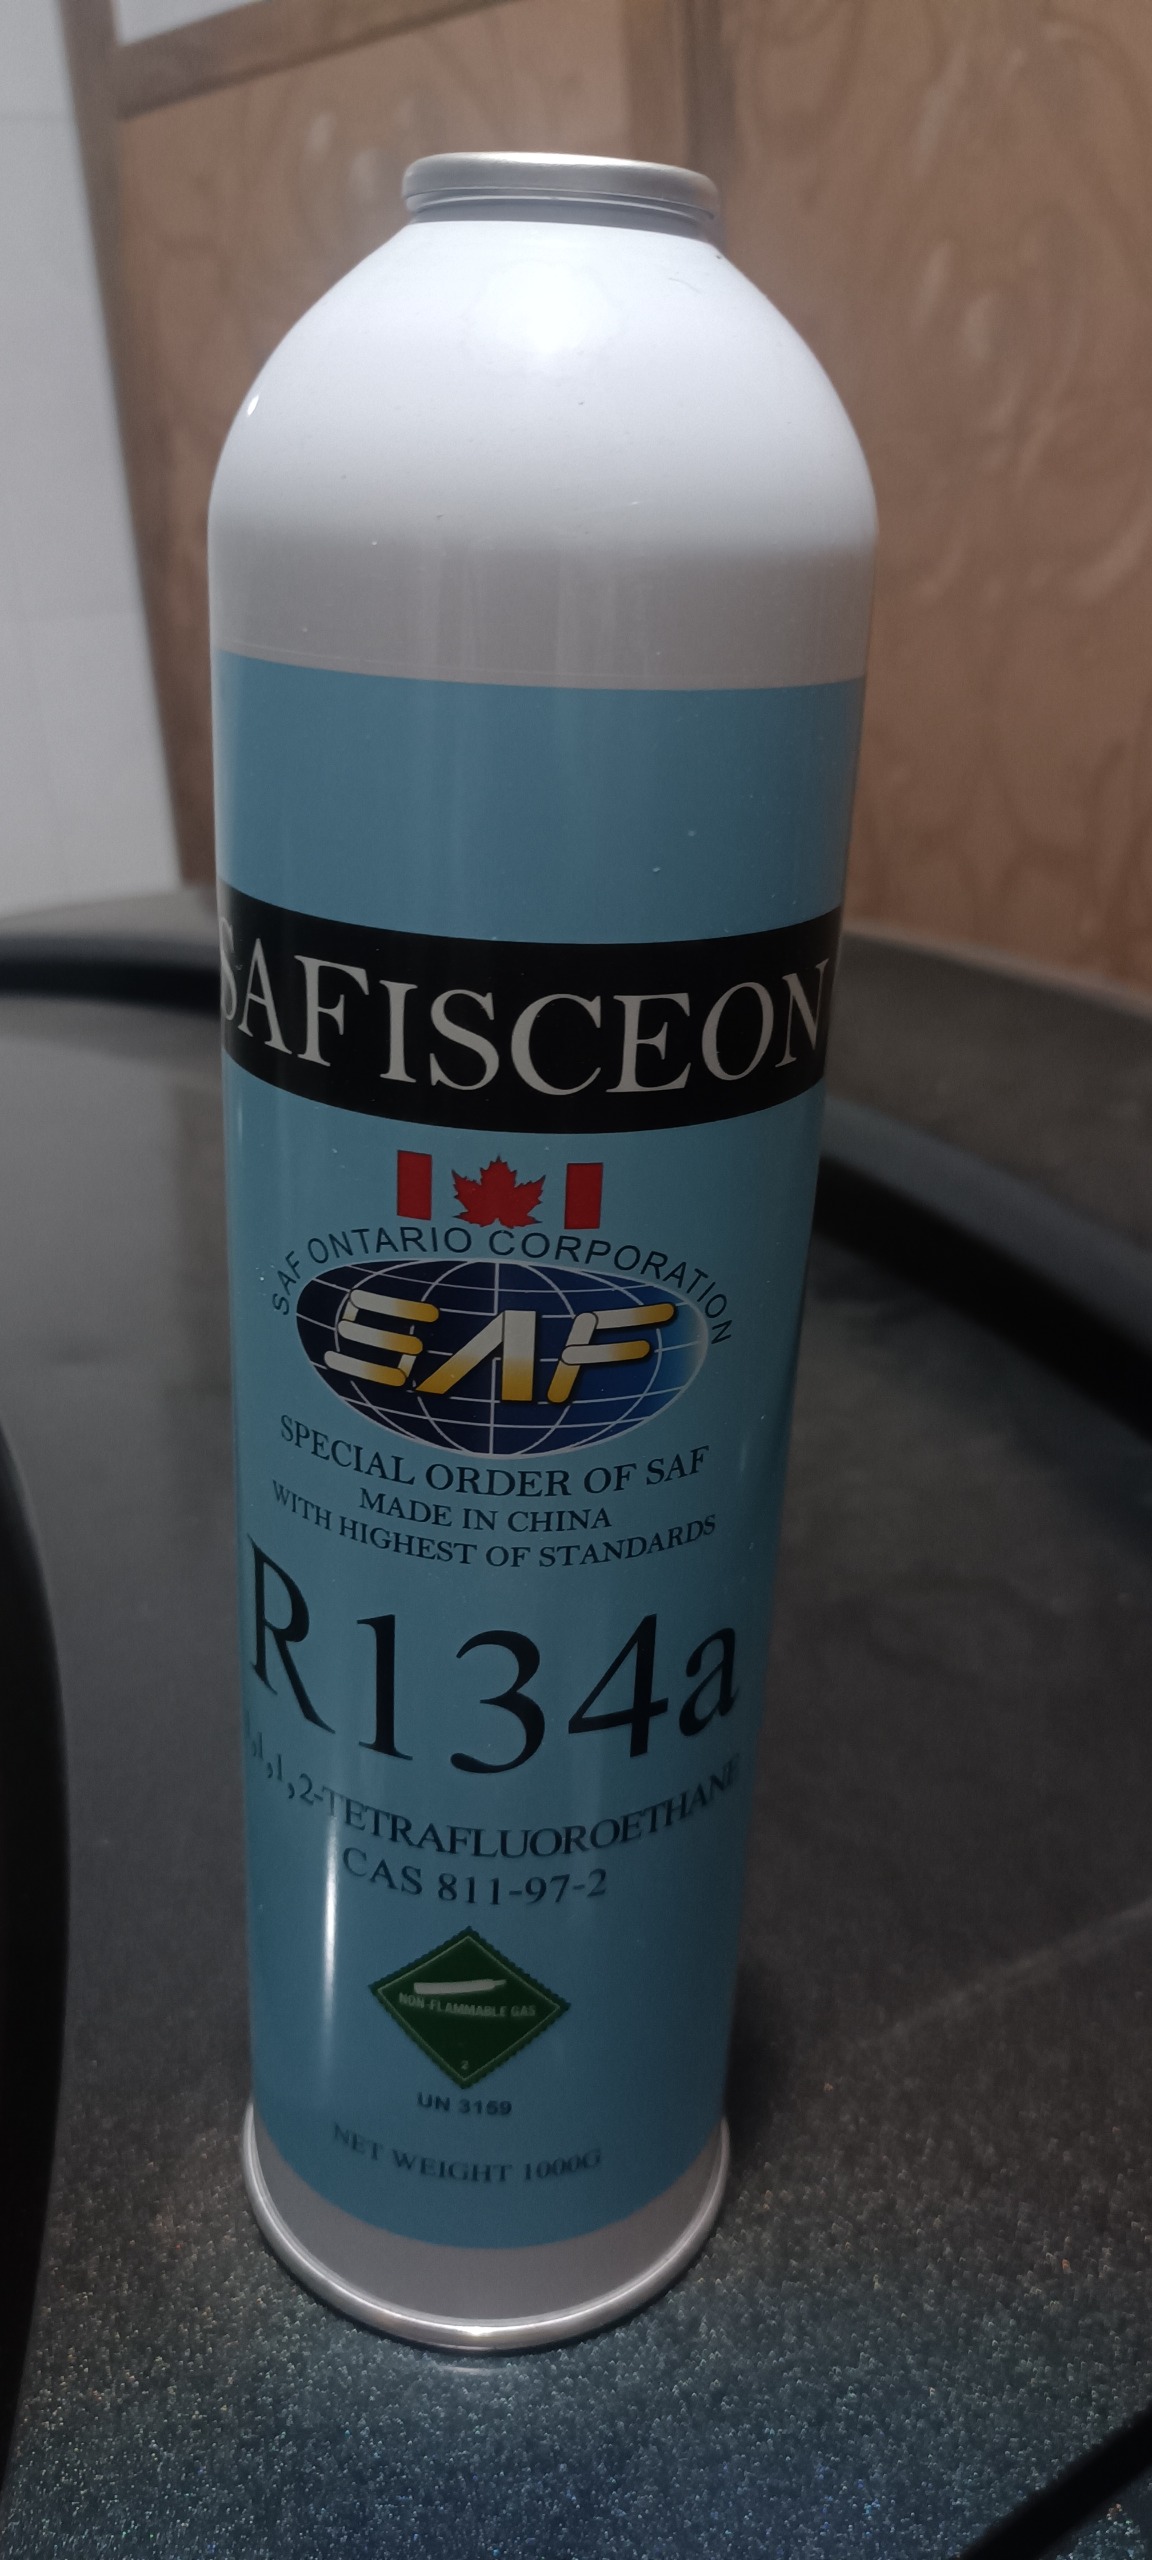 SAFISCEON
SAF ONTARIO CORPORATION
SAF
SPECIAL ORDER OF SAF
MADE IN CHINA
WITH HIGHEST OF STANDARDS
R134a
1,1,1,2-TETRAFLUOROETHANE
CAS 811-97-2
NON-FLAMMABLE GAS
2
UN 3159
NET WEIGHT 1000G